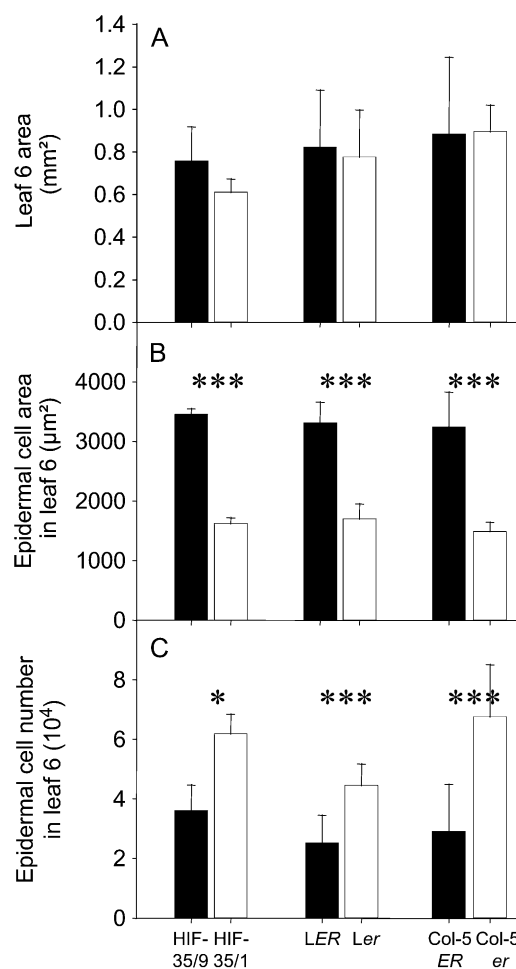 A
Leaf 6 area
(mm²)
1.4
1.2
1.0
0.8
0.6
0.4
0.2
0.0
B
Epidermal cell area
in leaf 6 (µm²)
4000
3000
2000
1000
0
*** *** ***
C
Epidermal cell number
in leaf 6 (10⁴)
8
6
4
2
0
* *** ***
HIF- HIF- LER Ler Col-5 Col-5
35/9 35/1 ER er